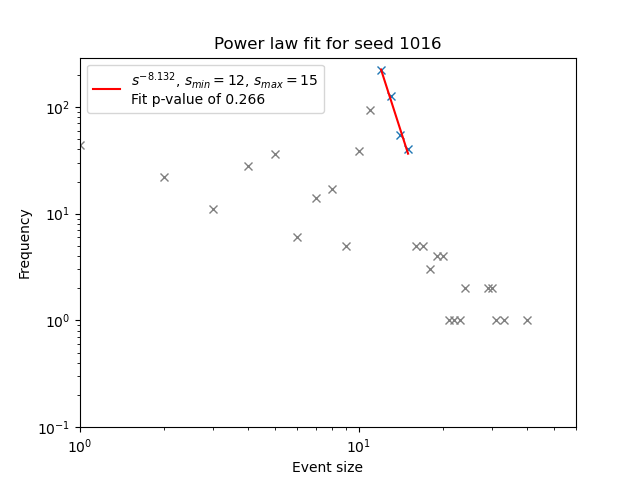 Power law fit for seed 1016
s^{-8.132}, s_{min} = 12, s_{max} = 15
Fit p-value of 0.266
10^2
10^1
10^0
10^{-1}
Frequency
10^0
10^1
Event size